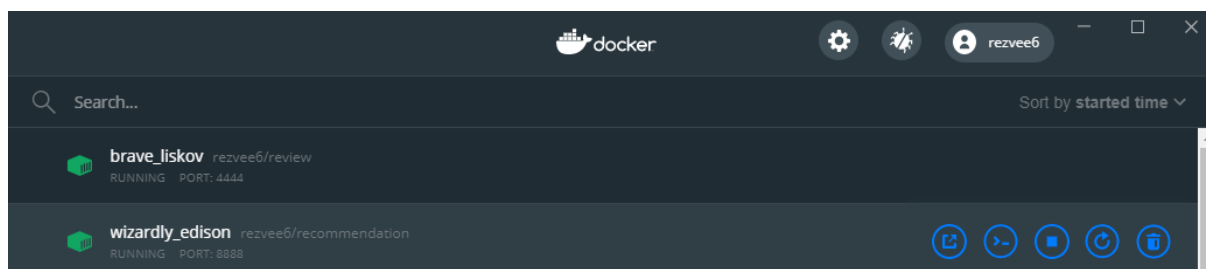 docker
rezvee6
Search...
Sort by started time
brave_liskov rezvee6/review
RUNNING PORT: 4444
wizardly_edison rezvee6/recommendation
RUNNING PORT: 8888